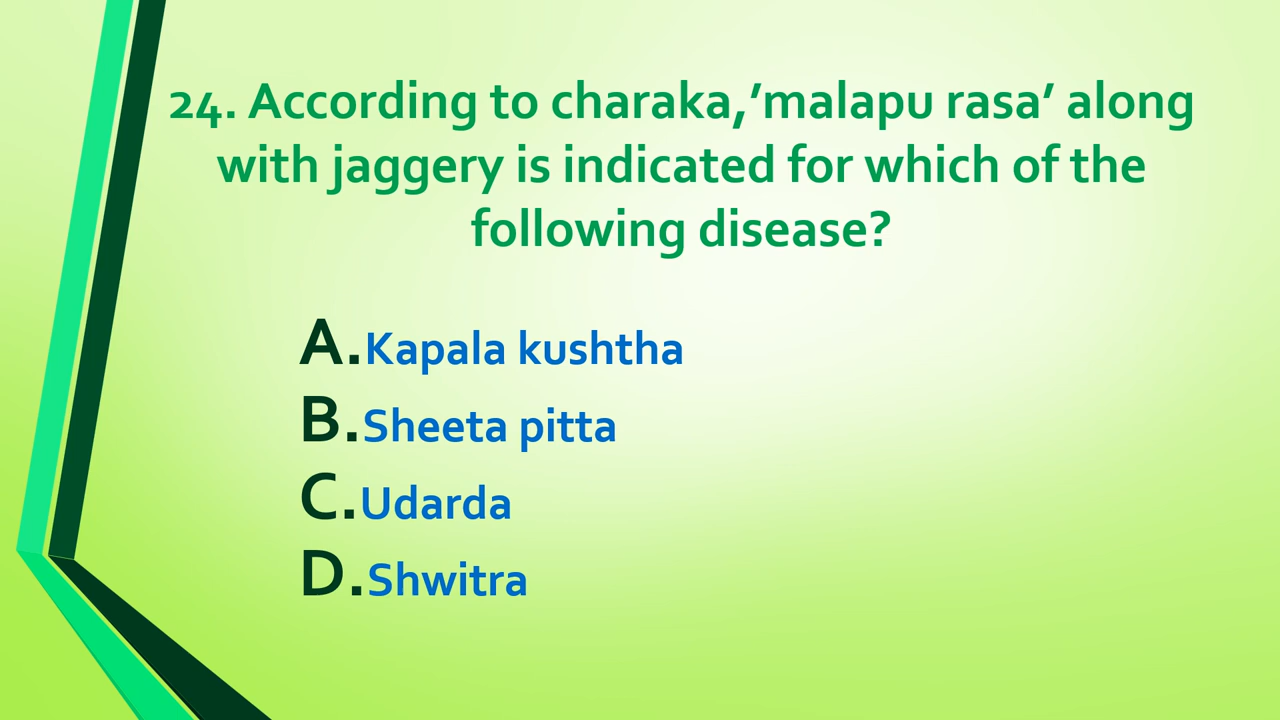 24. According to charaka,’malapu rasa’ along
with jaggery is indicated for which of the
following disease?
A.Kapala kushtha
B.Sheeta pitta
C.Udarda
D.Shwitra